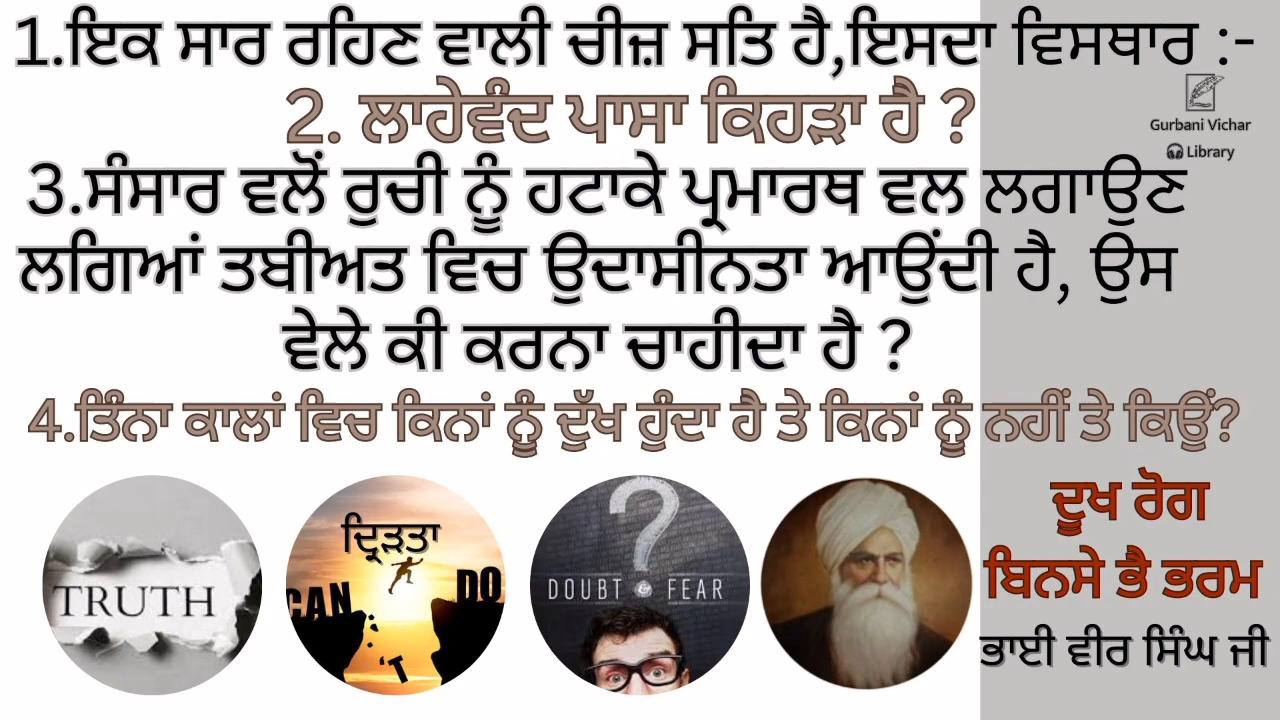 1.ਇਕ ਸਾਰ ਰਹਿਣ ਵਾਲੀ ਚੀਜ਼ ਸਤਿ ਹੈ,ਇਸਦਾ ਵਿਸਥਾਰ :-
2. ਲਾਹੇਵੰਦ ਪਾਸਾ ਕਿਹੜਾ ਹੈ ?
Gurbani Vichar
Library
3.ਸੰਸਾਰ ਵਲੋਂ ਰੁਚੀ ਨੂੰ ਹਟਾਕੇ ਪ੍ਰਮਾਰਥ ਵਲ ਲਗਾਉਣ
ਲਗਿਆਂ ਤਬੀਅਤ ਵਿਚ ਉਦਾਸੀਨਤਾ ਆਉਂਦੀ ਹੈ, ਉਸ
ਵੇਲੇ ਕੀ ਕਰਨਾ ਚਾਹੀਦਾ ਹੈ ?
4.ਤਿੰਨਾ ਕਾਲਾਂ ਵਿਚ ਕਿਨਾਂ ਨੂੰ ਦੁੱਖ ਹੁੰਦਾ ਹੈ ਤੇ ਕਿਨਾਂ ਨੂੰ ਨਹੀਂ ਤੇ ਕਿਉਂ?
TRUTH
ਦ੍ਰਿੜਤਾ
CAN DO
'T
?
DOUBT FEAR
ਦੂਖ ਰੋਗ
ਬਿਨਸੇ ਭੈ ਭਰਮ
ਭਾਈ ਵੀਰ ਸਿੰਘ ਜੀ